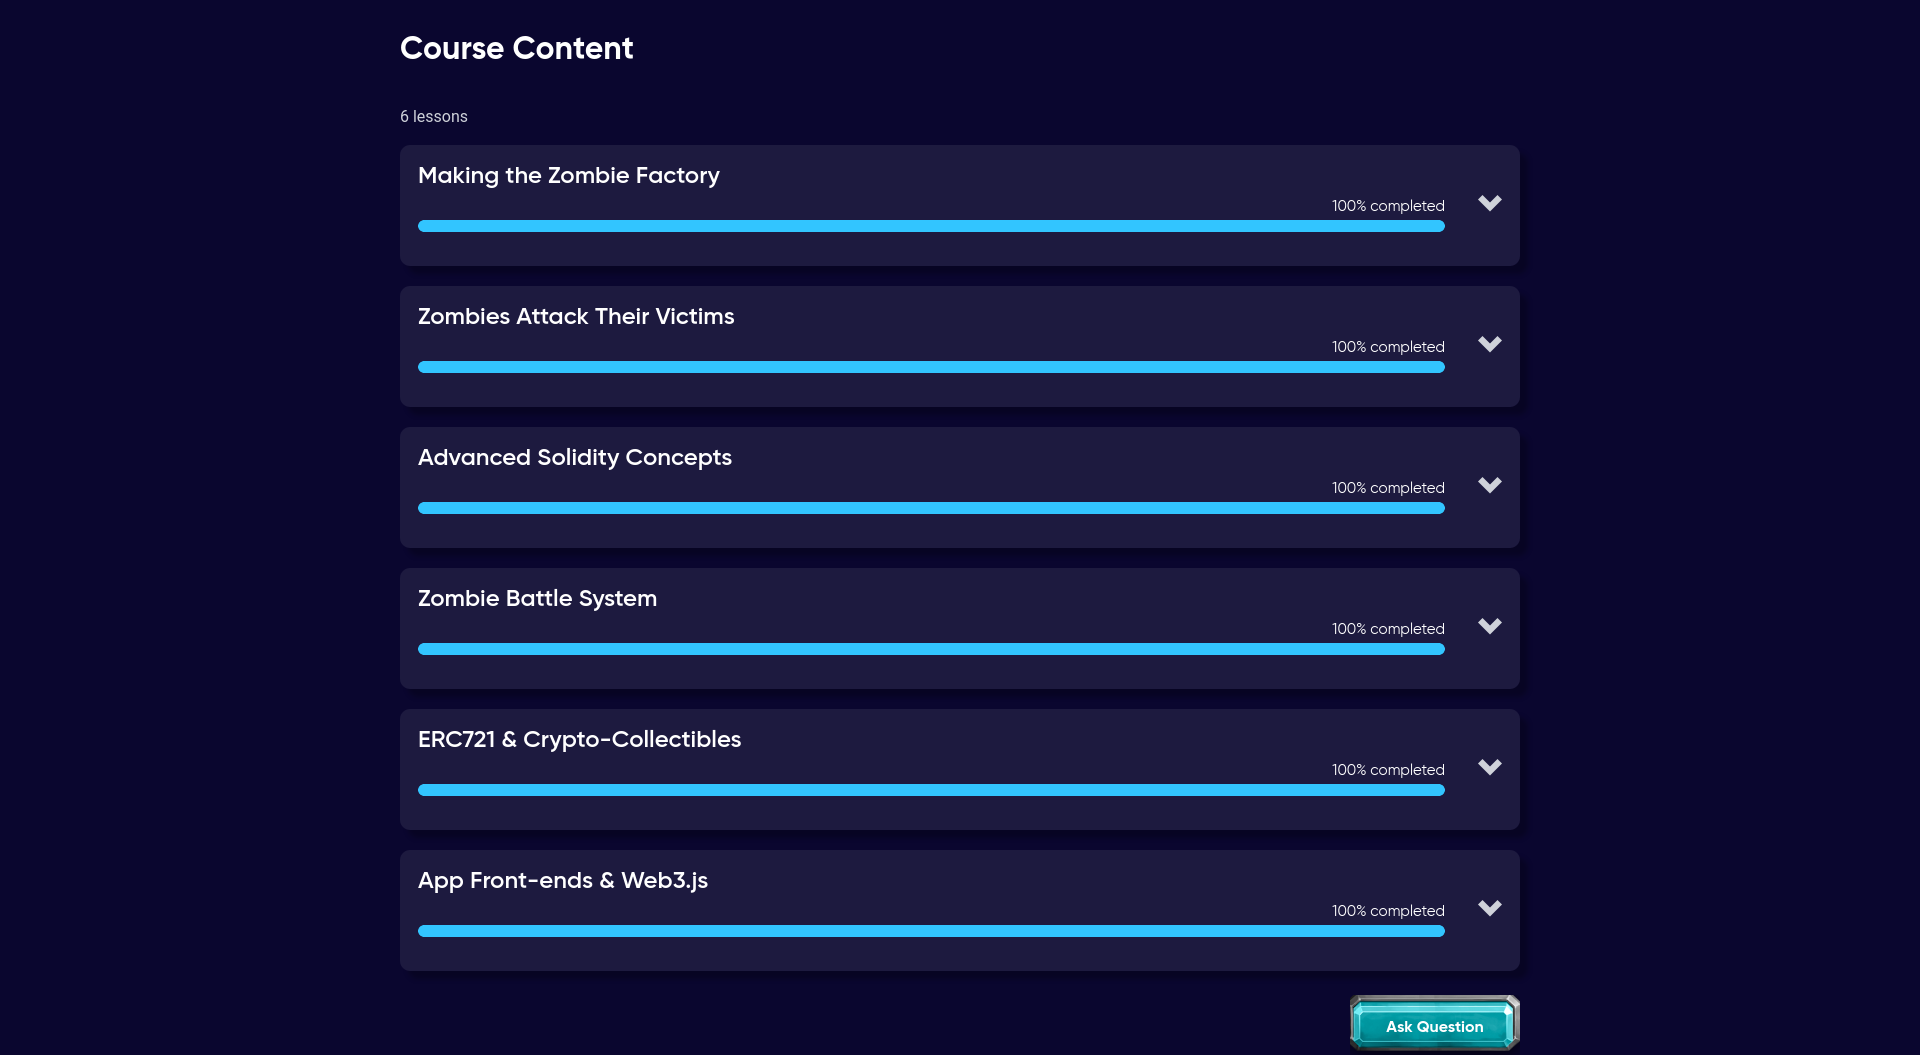 Course Content
6 lessons
Making the Zombie Factory
100% completed
Zombies Attack Their Victims
100% completed
Advanced Solidity Concepts
100% completed
Zombie Battle System
100% completed
ERC721 & Crypto-Collectibles
100% completed
App Front-ends & Web3.js
100% completed
Ask Question